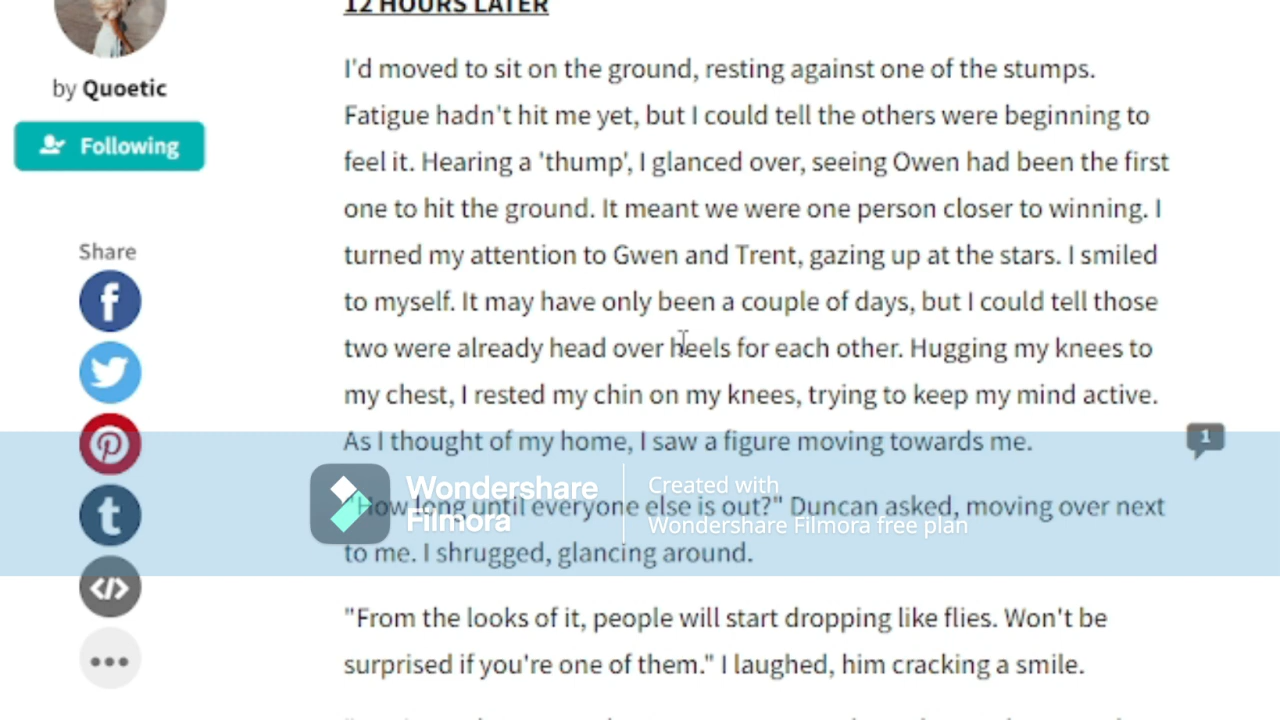 12 HOURS LATER
by Quoetic
Following
Share
I'd moved to sit on the ground, resting against one of the stumps.
Fatigue hadn't hit me yet, but I could tell the others were beginning to
feel it. Hearing a 'thump', I glanced over, seeing Owen had been the first
one to hit the ground. It meant we were one person closer to winning. I
turned my attention to Gwen and Trent, gazing up at the stars. I smiled
to myself. It may have only been a couple of days, but I could tell those
two were already head over heels for each other. Hugging my knees to
my chest, I rested my chin on my knees, trying to keep my mind active.
As I thought of my home, I saw a figure moving towards me.
1
"How long until everyone else is out?" Duncan asked, moving over next
to me. I shrugged, glancing around.
Wondershare
Filmora
Created with
Wondershare Filmora free plan
"From the looks of it, people will start dropping like flies. Won't be
surprised if you're one of them." I laughed, him cracking a smile.